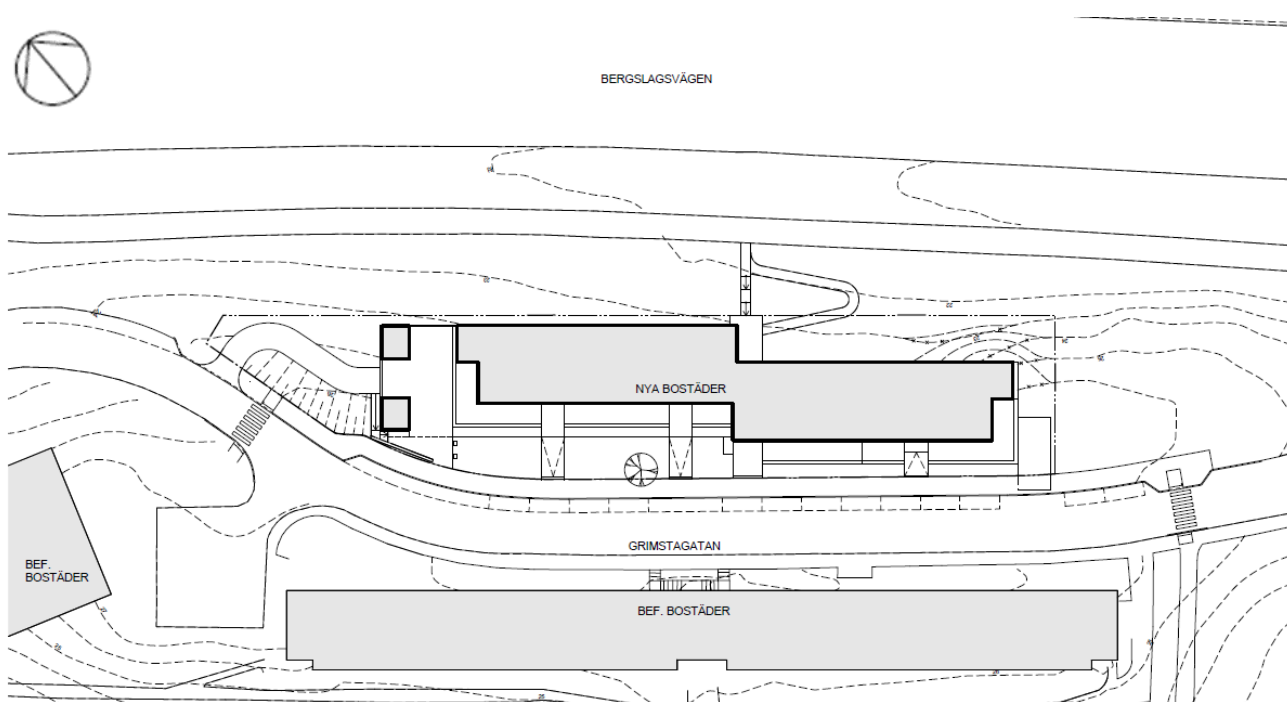 BERGSLAGSVÄGEN
NYA BOSTÄDER
GRIMSTAGATAN
BEF.
BOSTÄDER
BEF. BOSTÄDER